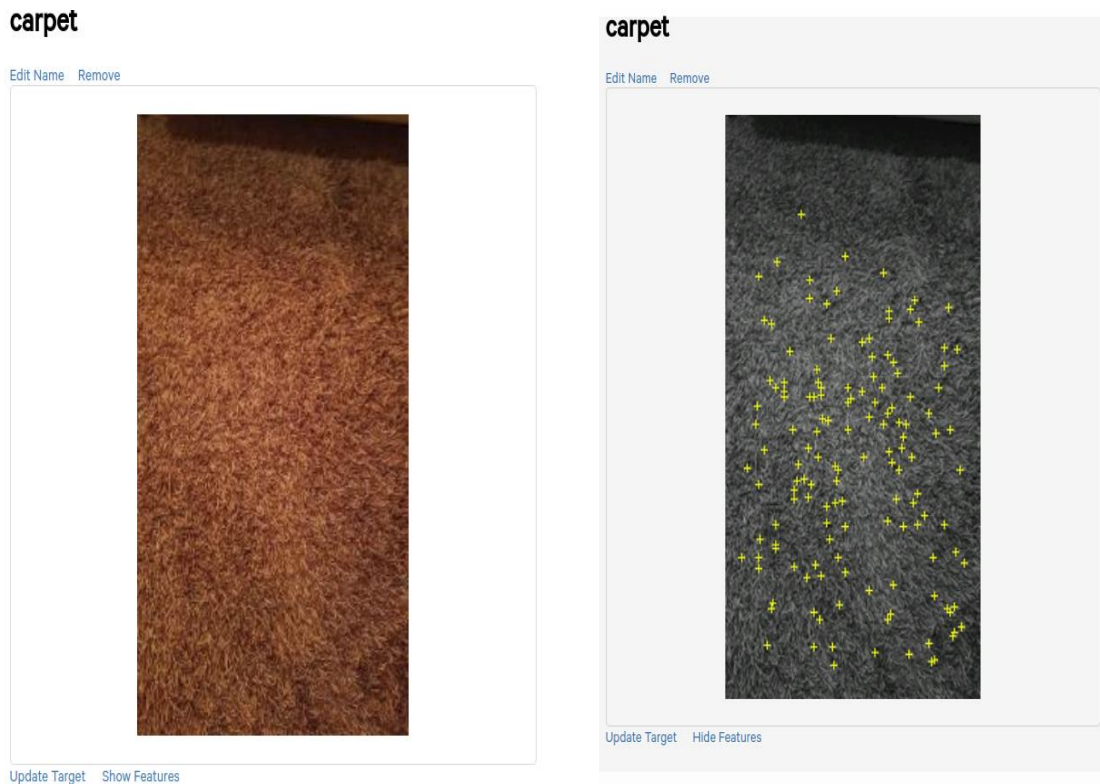 carpet
Edit Name Remove
Update Target Show Features
carpet
Edit Name Remove
Update Target Hide Features